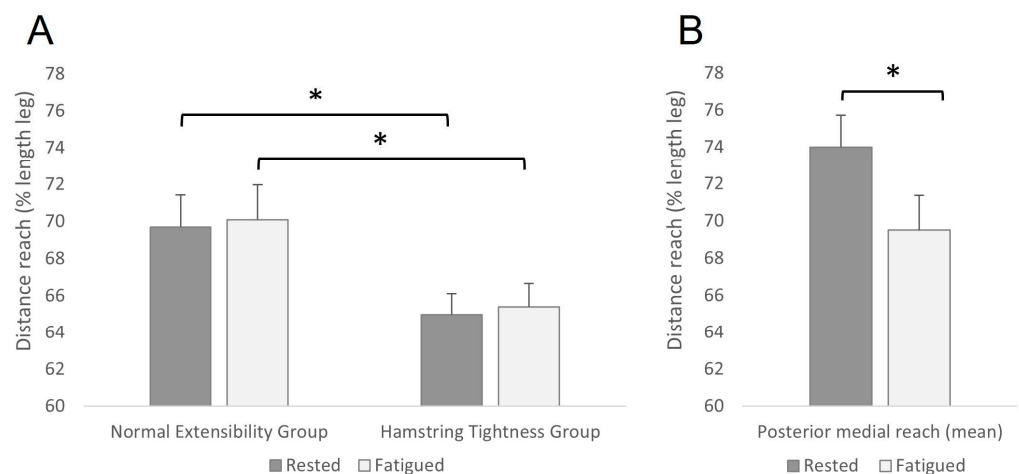 A
Distance reach (% length leg)
78
76
74
72
70
68
66
64
62
60
*
*
Normal Extensibility Group
Hamstring Tightness Group
Rested
Fatigued
B
Distance reach (% length leg)
78
76
74
72
70
68
66
64
62
60
*
Posterior medial reach (mean)
Rested
Fatigued